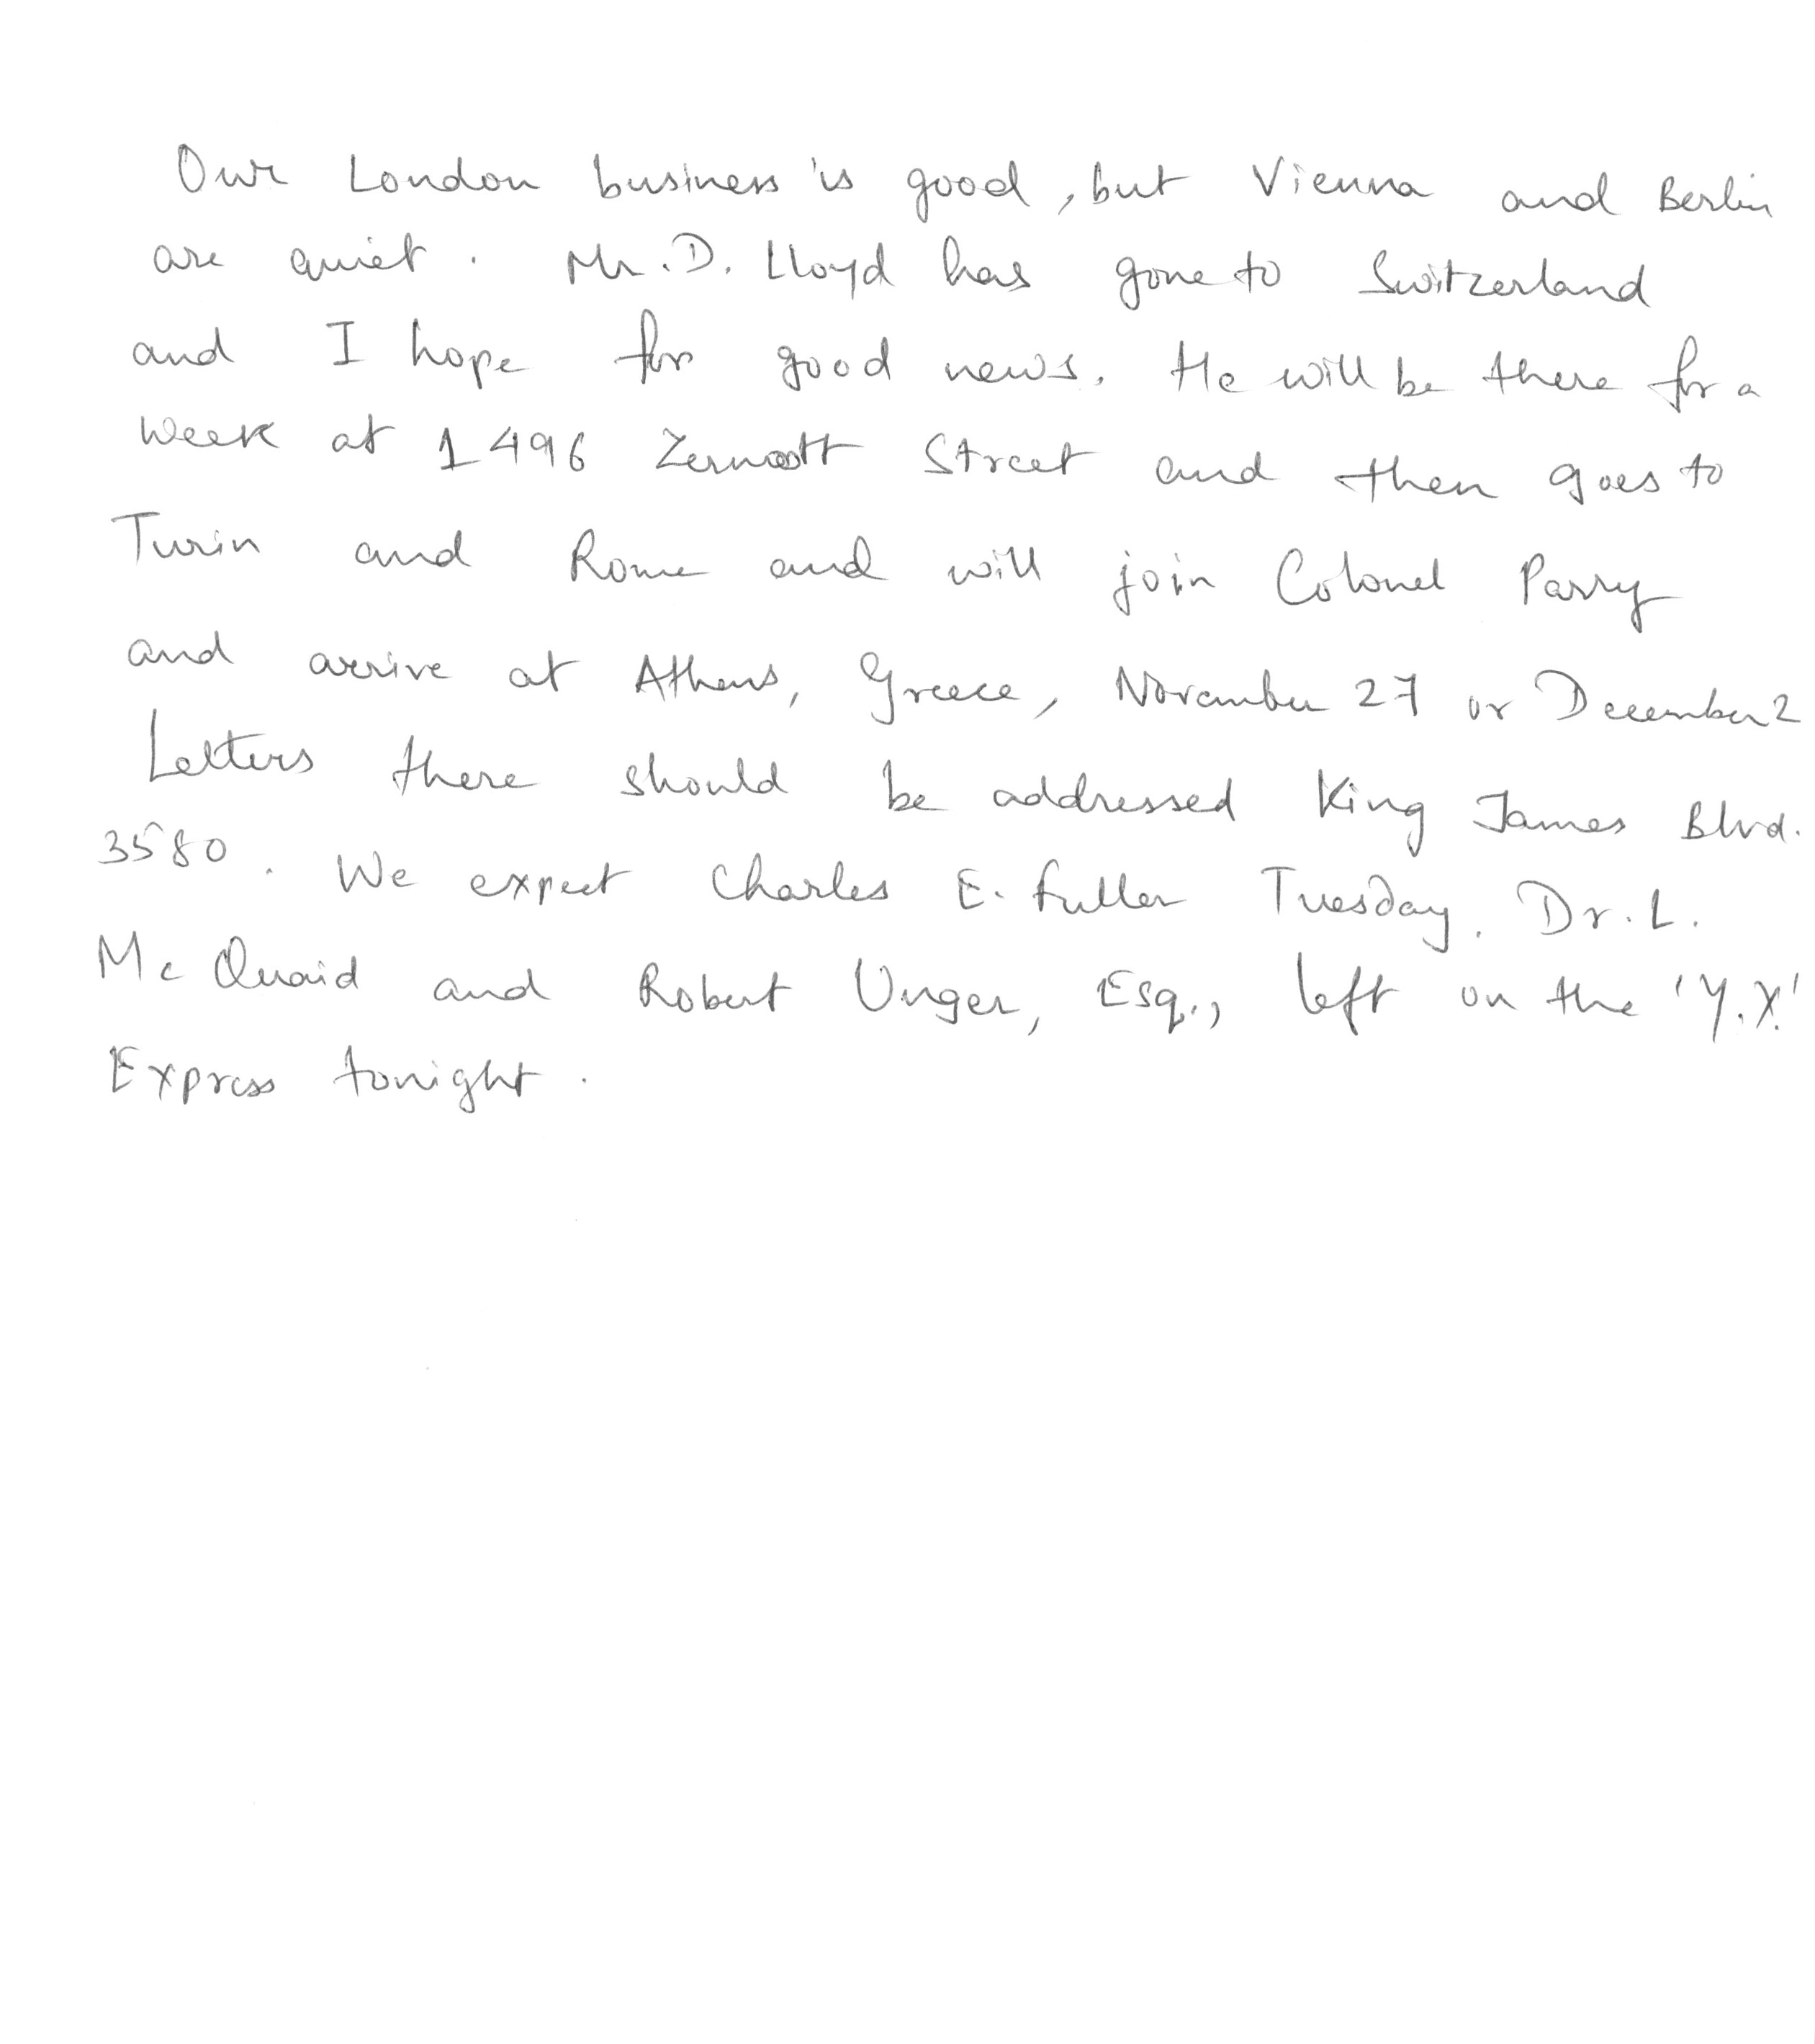 Our London business is good, but Vienna and Berlin
are quiet. Mr. D. Lloyd has gone to Switzerland
and I hope for good news. He will be there for a
week at 1496 Zermott Street and then goes to
Turin and Rome and will join Colonel Parry
and arrive at Athens, Greece, November 27 or December 2
Letters there should be addressed King James Blvd.
3580. We expect Charles E. Fuller Tuesday. Dr. L.
McQuaid and Robert Unger, Esq., left on the 'Y.X.'
Express tonight.